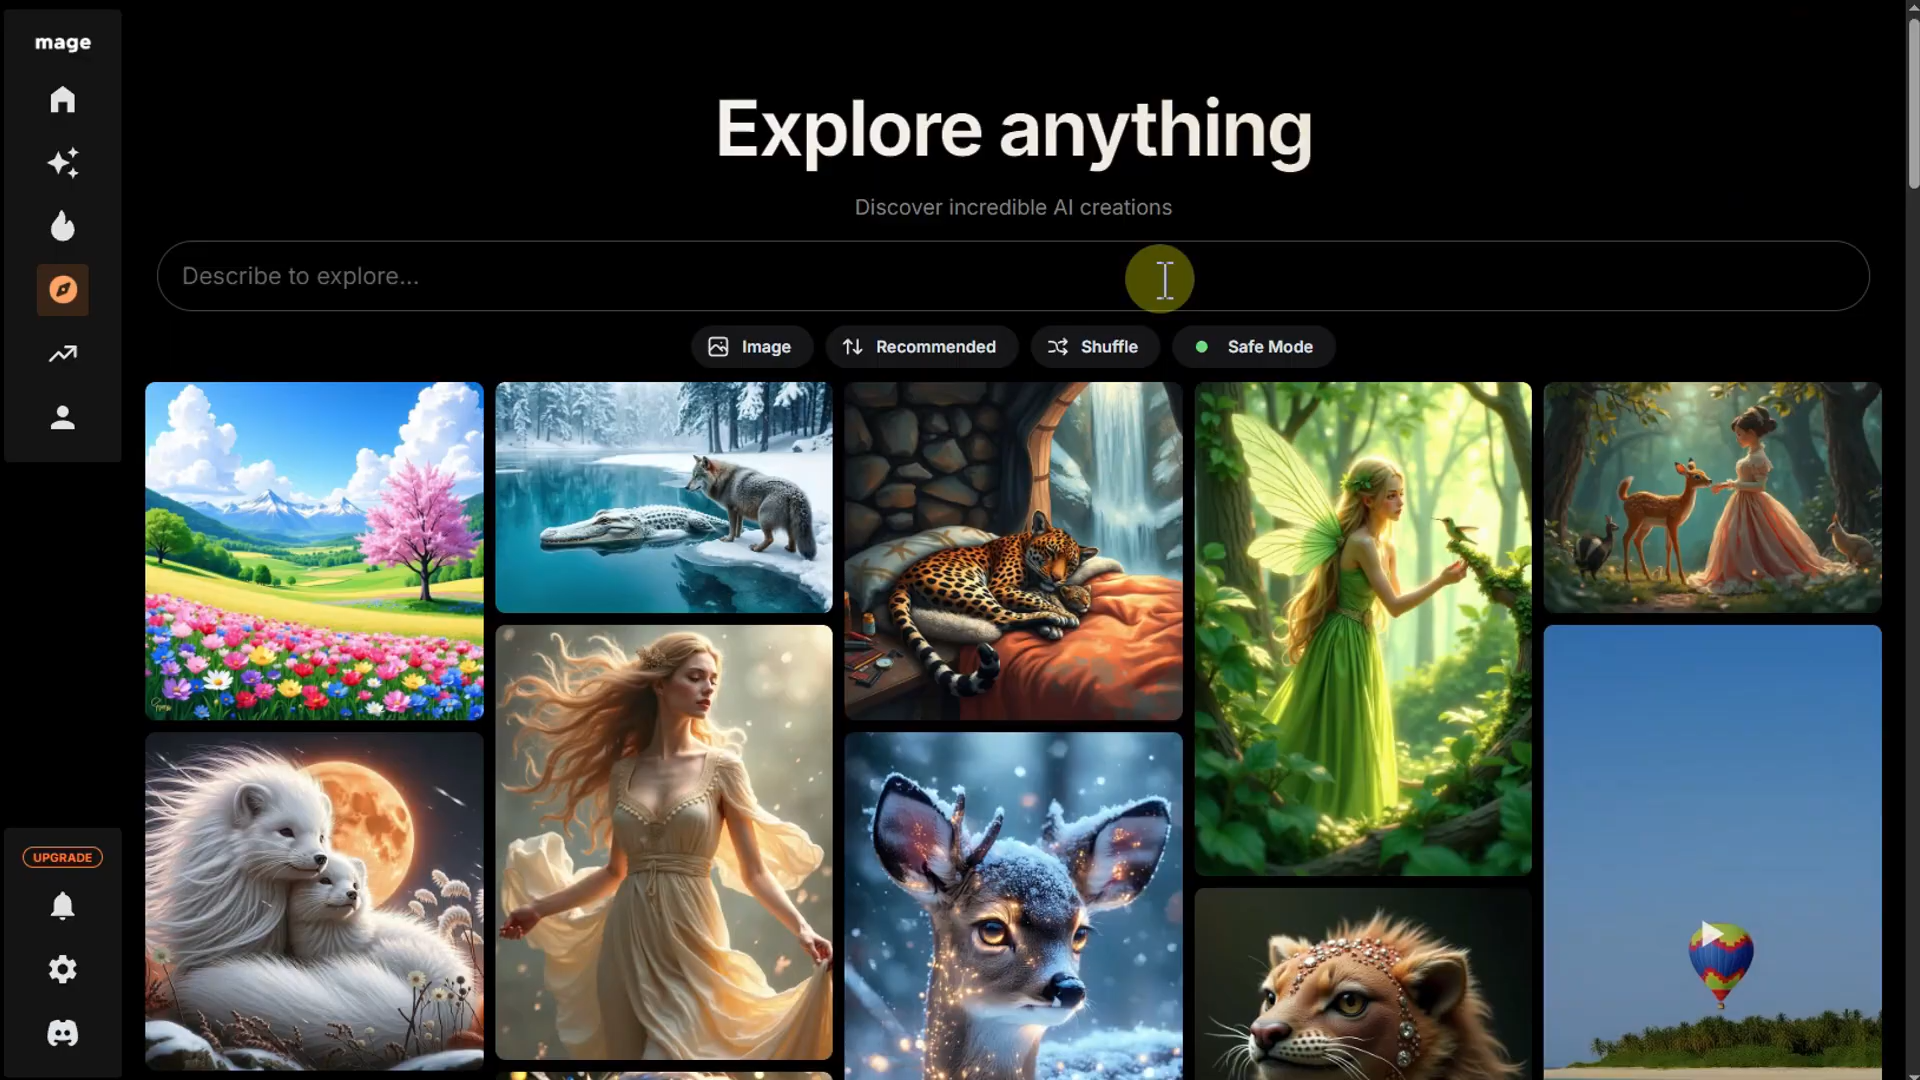 mage
Explore anything
Discover incredible AI creations
Describe to explore...
Image
Recommended
Shuffle
Safe Mode
UPGRADE